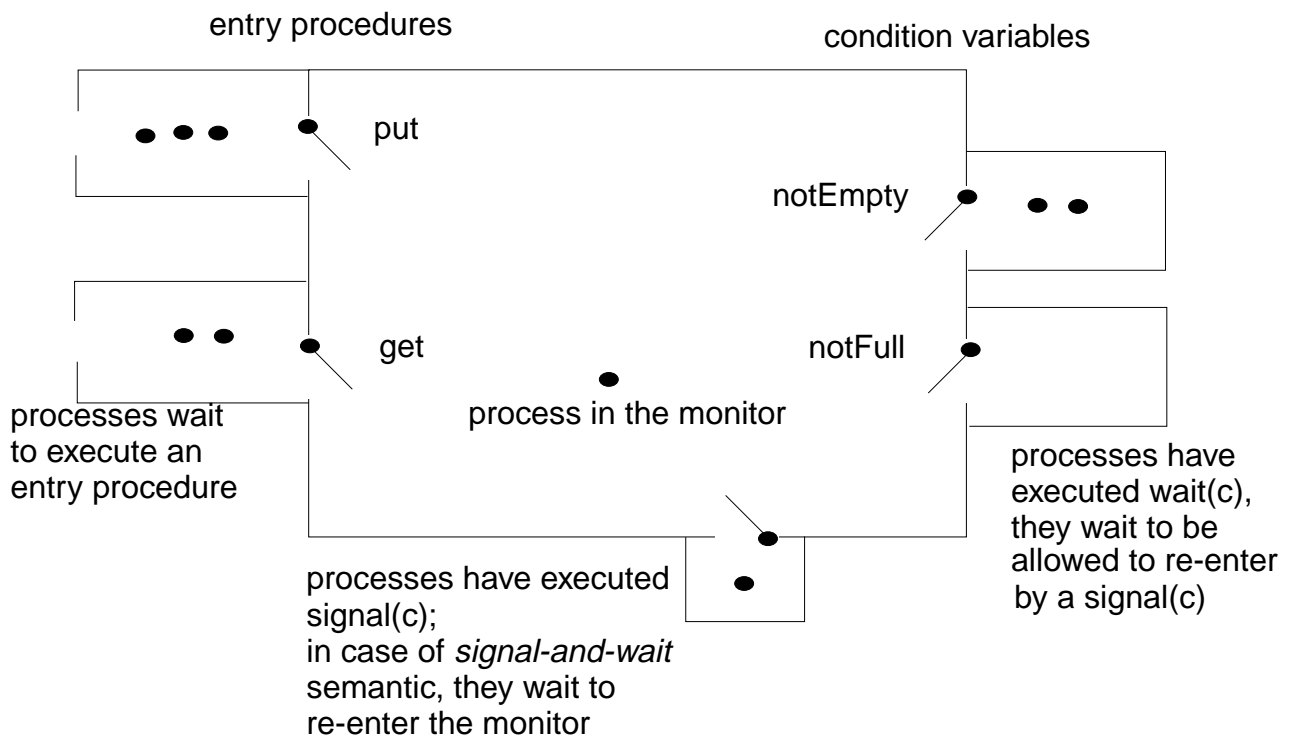 entry procedures
condition variables
put
notEmpty
get
notFull
process in the monitor
processes wait
to execute an
entry procedure
processes have
executed wait(c),
they wait to be
allowed to re-enter
by a signal(c)
processes have executed
signal(c);
in case of signal-and-wait
semantic, they wait to
re-enter the monitor